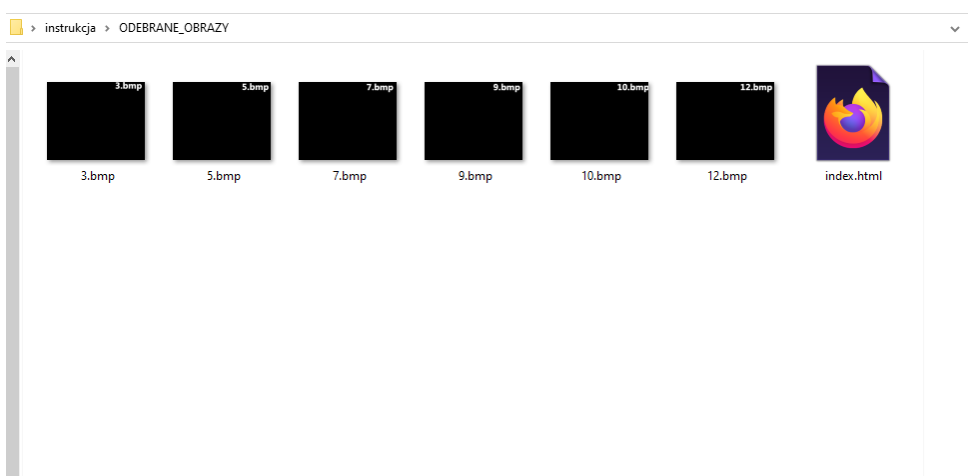 instrukcja > ODEBRANE_OBRAZY
3.bmp 5.bmp 7.bmp 9.bmp 10.bmp 12.bmp
3.bmp 5.bmp 7.bmp 9.bmp 10.bmp 12.bmp index.html